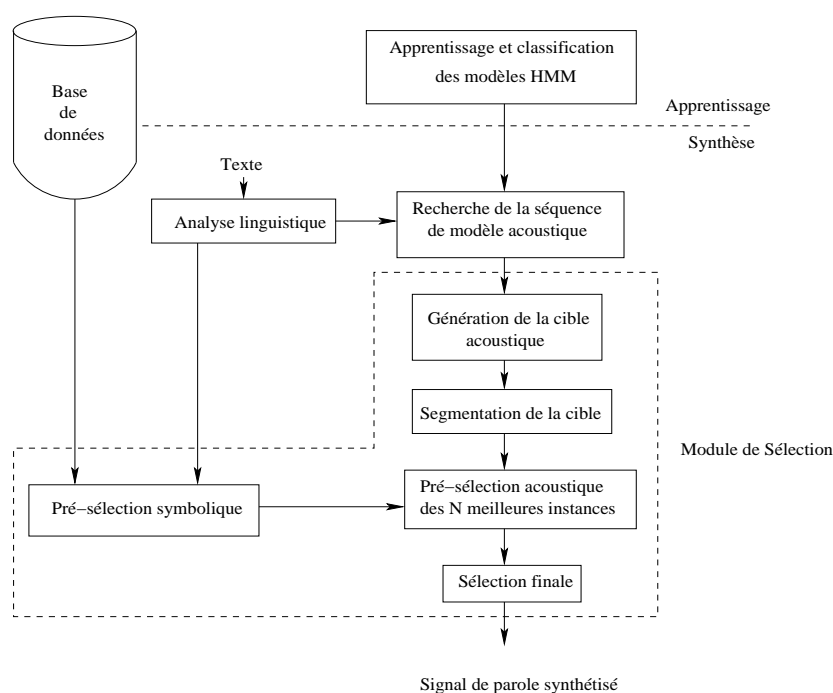 Apprentissage et classification
des modèles HMM
Base
de
données
Apprentissage
Synthèse
Texte
Analyse linguistique
Recherche de la séquence
de modèle acoustique
Génération de la cible
acoustique
Segmentation de la cible
Module de Sélection
Pré−sélection symbolique
Pré−sélection acoustique
des N meilleures instances
Sélection finale
Signal de parole synthétisé